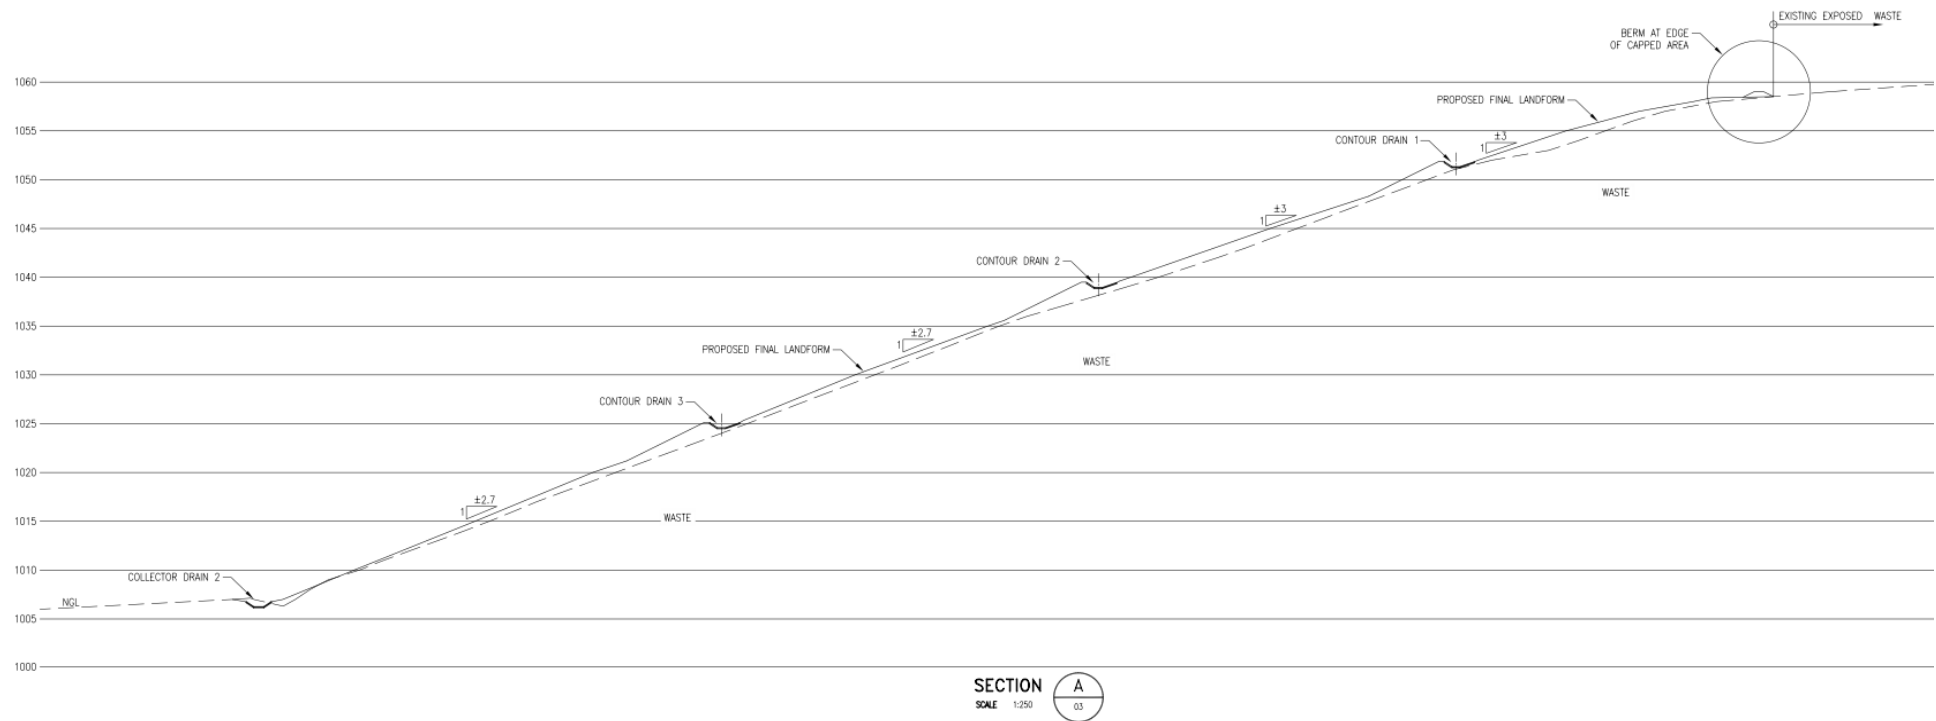 EXISTING EXPOSED WASTE
BERM AT EDGE
OF CAPPED AREA
1060
PROPOSED FINAL LANDFORM
1055
±3
CONTOUR DRAIN 1
1
1050
WASTE
±3
1
1045
CONTOUR DRAIN 2
1040
1035
±2.7
1
PROPOSED FINAL LANDFORM
WASTE
1030
CONTOUR DRAIN 3
1025
1020
±2.7
1
WASTE
1015
COLLECTOR DRAIN 2
1010
NGL
1005
1000
SECTION A
SCALE 1:250 03